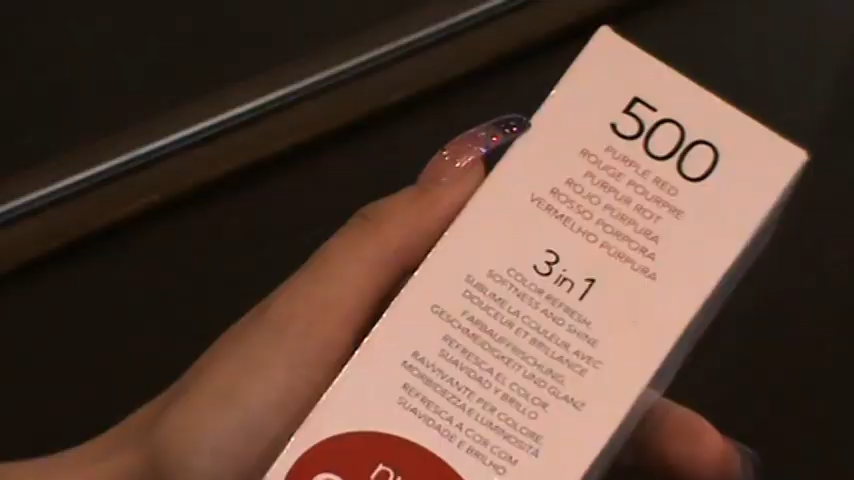 500
PURPLE RED
ROUGE POURPRE
PURPUR ROT
ROJO PÚRPURA
ROSSO PORPORA
VERMELHO PÚRPURA
3 in 1
COLOR REFRESH,
SOFTNESS AND SHINE
SUBLIME LA COULEUR, AVEC
DOUCEUR ET BRILLANCE
FARBAUFFRISCHUNG,
GESCHMEIDIGKEIT UND GLANZ
REFRESCA EL COLOR,
SUAVIDAD Y BRILLO
RAVVIVANTE PER COLORE,
MORBIDEZZA E LUMINOSITÀ
REFRESCA A COR COM
SUAVIDADE E BRILHO